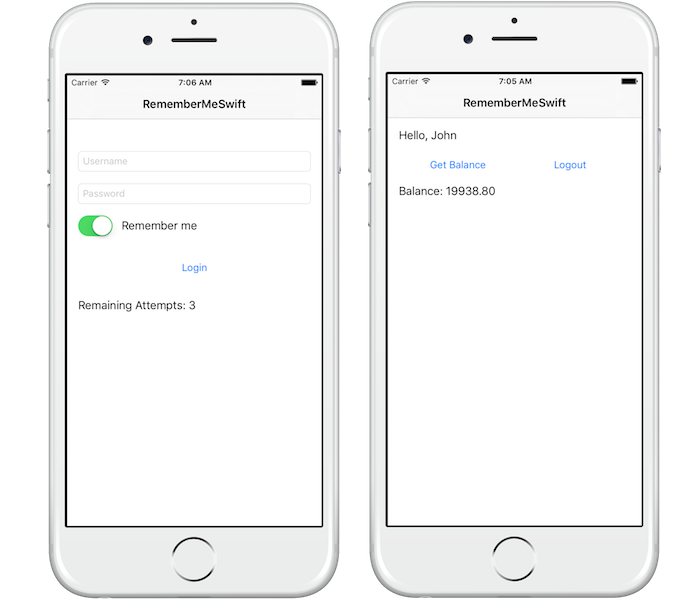 Carrier 7:06 AM
RememberMeSwift
Username
Password
Remember me
Login
Remaining Attempts: 3
Carrier 7:05 AM
RememberMeSwift
Hello, John
Get Balance Logout
Balance: 19938.80